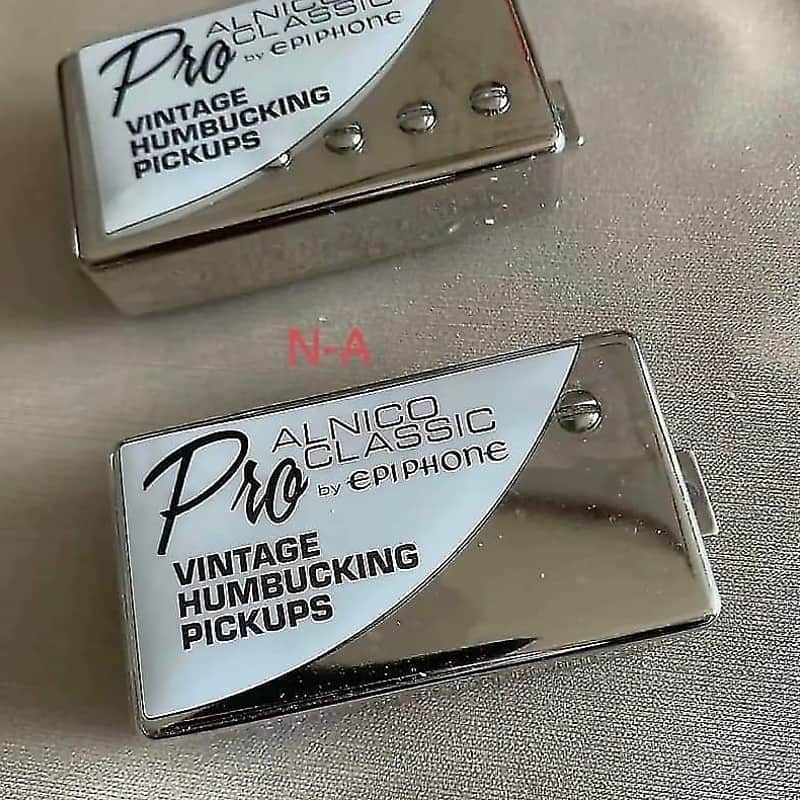 ALNICO
Pro CLASSIC
by EPIPHONE
VINTAGE
HUMBUCKING
PICKUPS
N-A
ALNICO
Pro CLASSIC
by EPIPHONE
VINTAGE
HUMBUCKING
PICKUPS